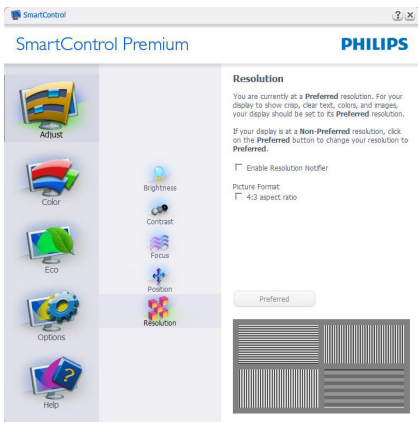 SmartControl
? ×
SmartControl Premium
PHILIPS
Adjust
Color
Eco
Options
Help
Brightness
Contrast
Focus
Position
Resolution
Resolution
You are currently at a Preferred resolution. For your
display to show crisp, clear text, colors, and images,
your display should be set to its Preferred resolution.
If your display is at a Non-Preferred resolution, click
on the Preferred button to change your resolution to
Preferred.
Enable Resolution Notifier
Picture Format
4:3 aspect ratio
Preferred
?